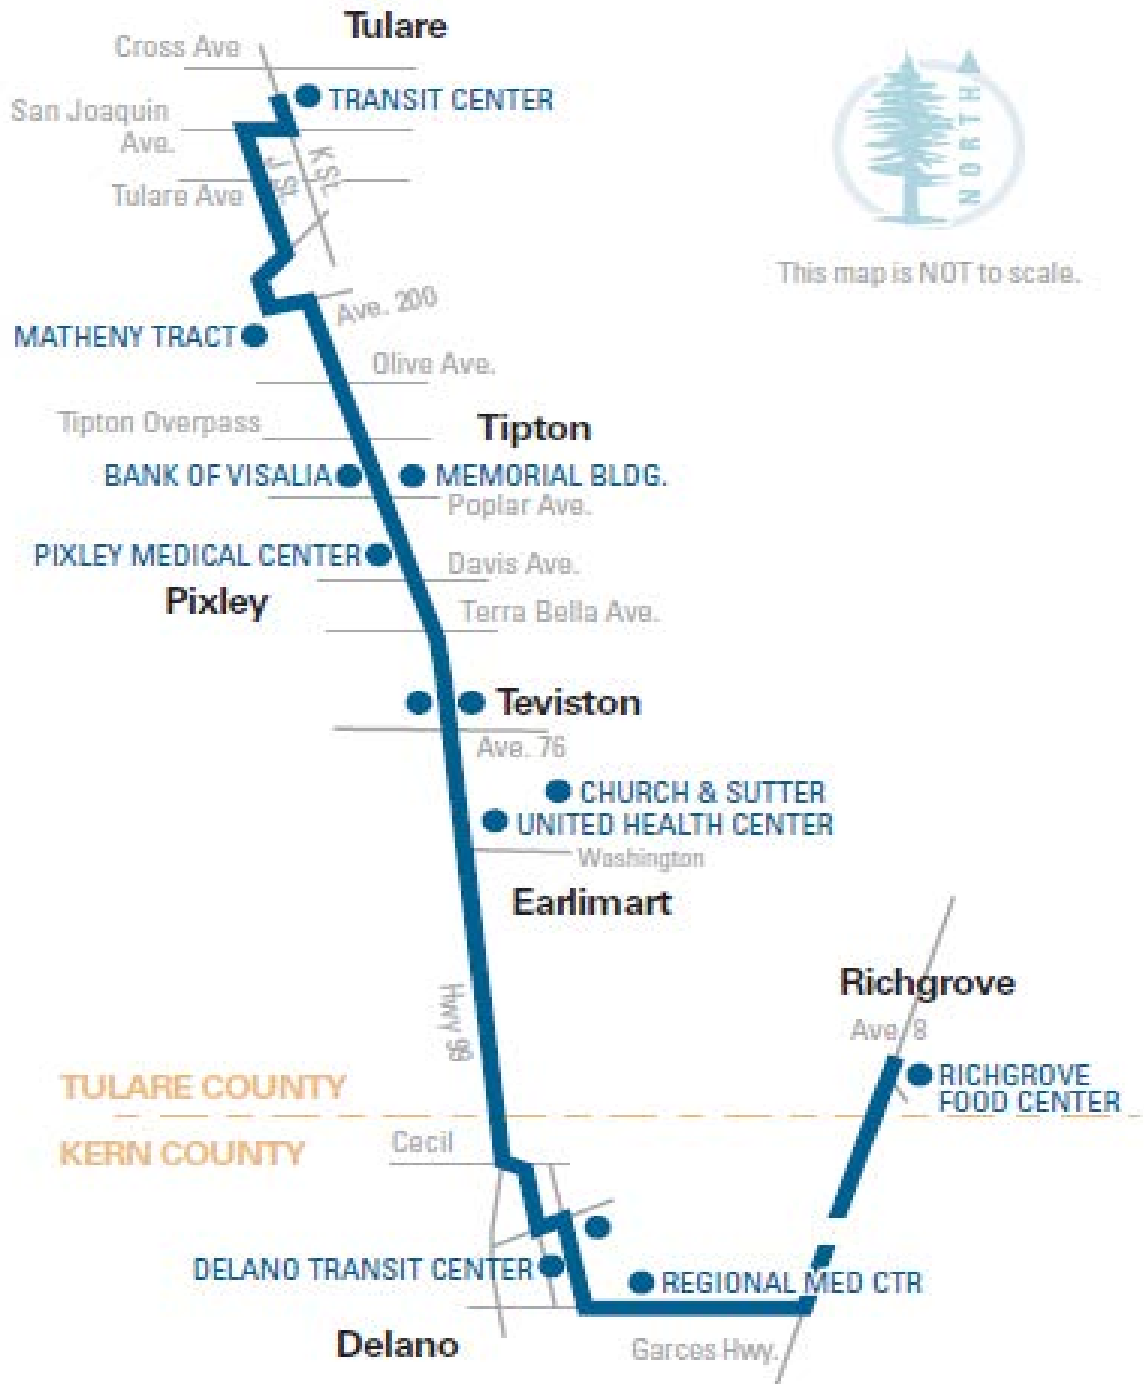 Tulare
Cross Ave
TRANSIT CENTER
San Joaquin
Ave.
K St.
J St.
Tulare Ave
NORTH
This map is NOT to scale.
Ave. 200
MATHENY TRACT
Olive Ave.
Tipton Overpass
Tipton
BANK OF VISALIA
MEMORIAL BLDG.
Poplar Ave.
PIXLEY MEDICAL CENTER
Davis Ave.
Pixley
Terra Bella Ave.
Teviston
Ave. 76
CHURCH & SUTTER
UNITED HEALTH CENTER
Washington
Earlimart
Richgrove
Hwy 99
Ave. 8
RICHGROVE
FOOD CENTER
TULARE COUNTY
KERN COUNTY
Cecil
DELANO TRANSIT CENTER
REGIONAL MED CTR
Delano
Garces Hwy.